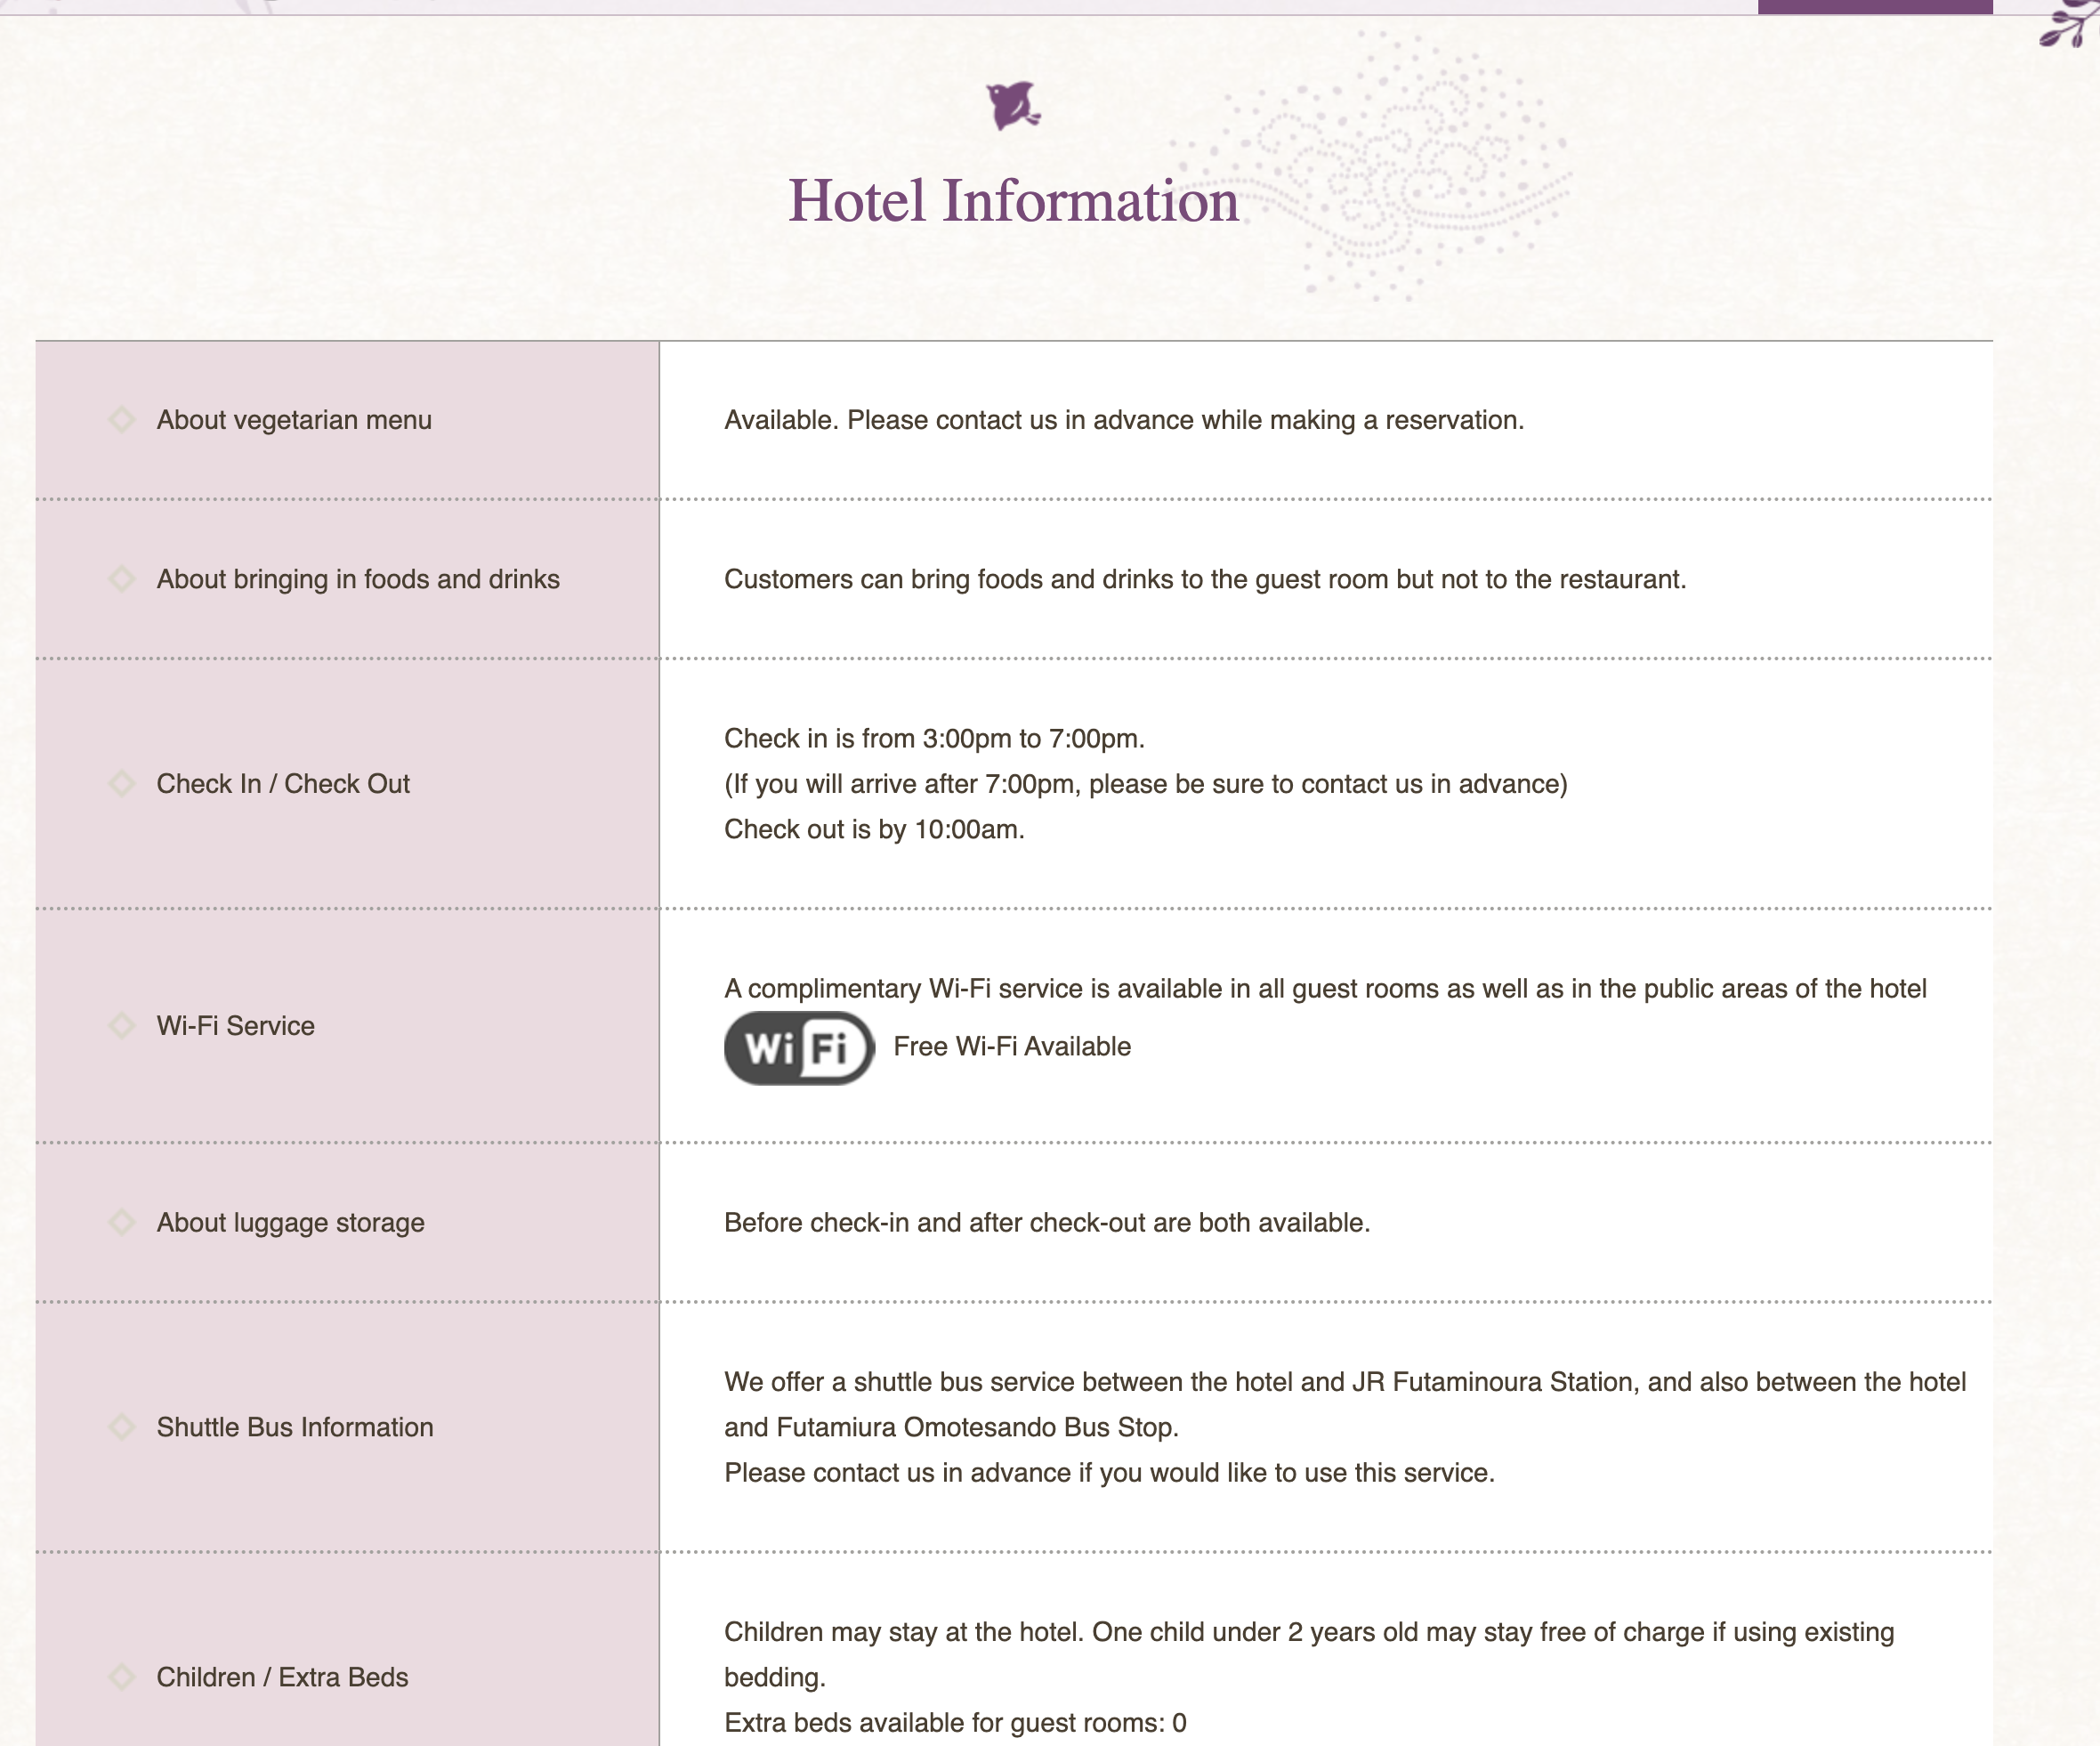 Hotel Information
About vegetarian menu
Available. Please contact us in advance while making a reservation.
About bringing in foods and drinks
Customers can bring foods and drinks to the guest room but not to the restaurant.
Check In / Check Out
Check in is from 3:00pm to 7:00pm.
(If you will arrive after 7:00pm, please be sure to contact us in advance)
Check out is by 10:00am.
Wi-Fi Service
A complimentary Wi-Fi service is available in all guest rooms as well as in the public areas of the hotel
Wi Fi Free Wi-Fi Available
About luggage storage
Before check-in and after check-out are both available.
Shuttle Bus Information
We offer a shuttle bus service between the hotel and JR Futaminoura Station, and also between the hotel
and Futamiura Omotesando Bus Stop.
Please contact us in advance if you would like to use this service.
Children / Extra Beds
Children may stay at the hotel. One child under 2 years old may stay free of charge if using existing
bedding.
Extra beds available for guest rooms: 0